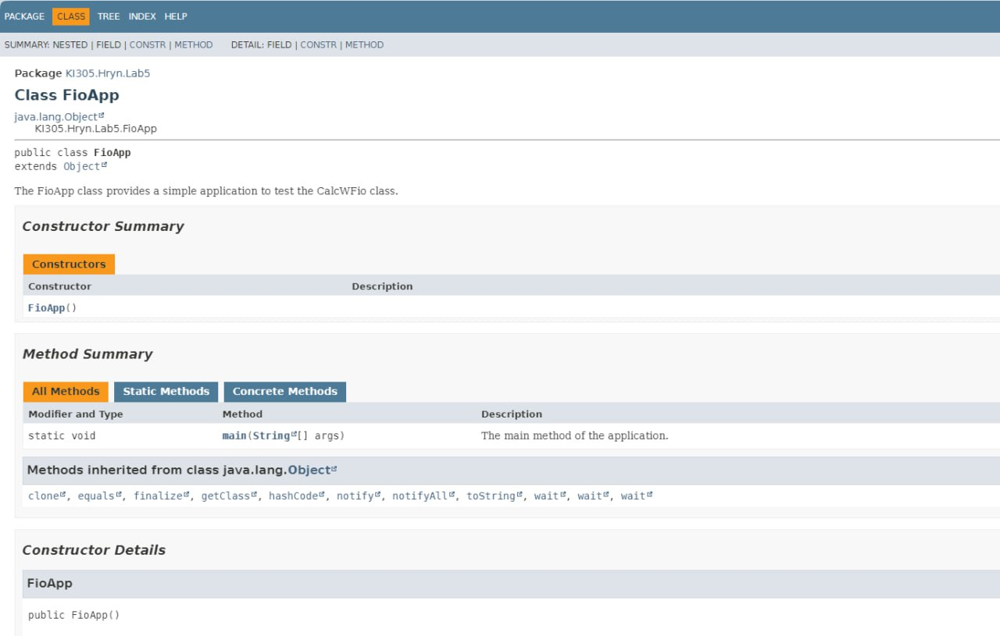 PACKAGE CLASS TREE INDEX HELP
SUMMARY: NESTED | FIELD | CONSTR | METHOD DETAIL: FIELD | CONSTR | METHOD
Package KI305.Hryn.Lab5
Class FioApp
java.lang.Object
KI305.Hryn.Lab5.FioApp
public class FioApp
extends Object
The FioApp class provides a simple application to test the CalcWFio class.
Constructor Summary
Constructors
Constructor Description
FioApp()
Method Summary
All Methods Static Methods Concrete Methods
Modifier and Type Method Description
static void main(String[] args) The main method of the application.
Methods inherited from class java.lang.Object
clone, equals, finalize, getClass, hashCode, notify, notifyAll, toString, wait, wait, wait
Constructor Details
FioApp
public FioApp()